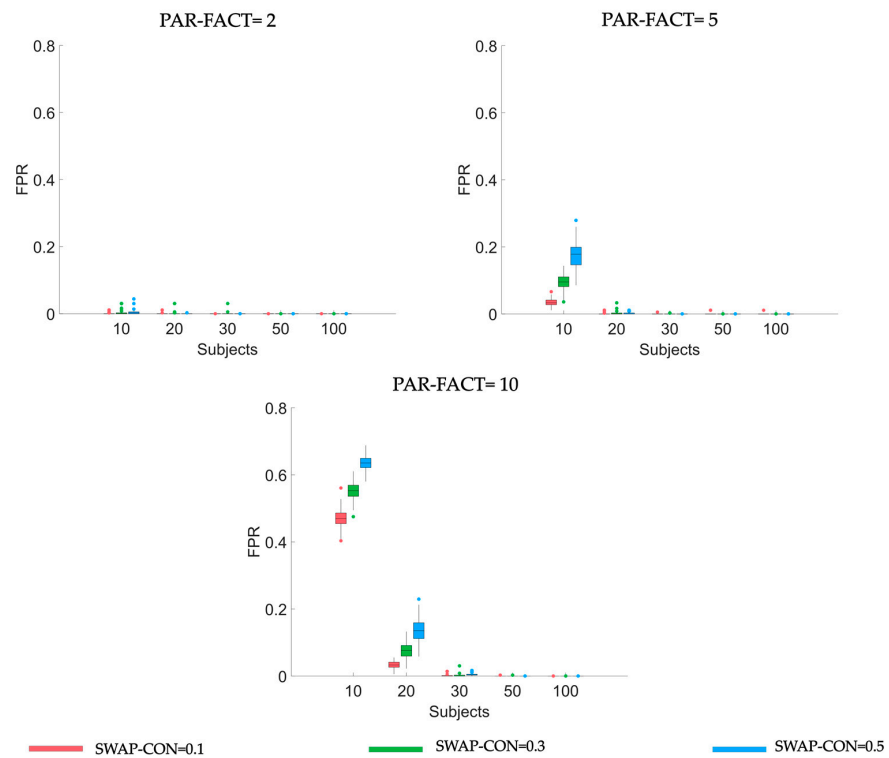 PAR-FACT= 2
0.8
0.6
0.4
0.2
0
FPR
10 20 30 50 100
Subjects
PAR-FACT= 5
0.8
0.6
0.4
0.2
0
FPR
10 20 30 50 100
Subjects
PAR-FACT= 10
0.8
0.6
0.4
0.2
0
FPR
10 20 30 50 100
Subjects
SWAP-CON=0.1 SWAP-CON=0.3 SWAP-CON=0.5